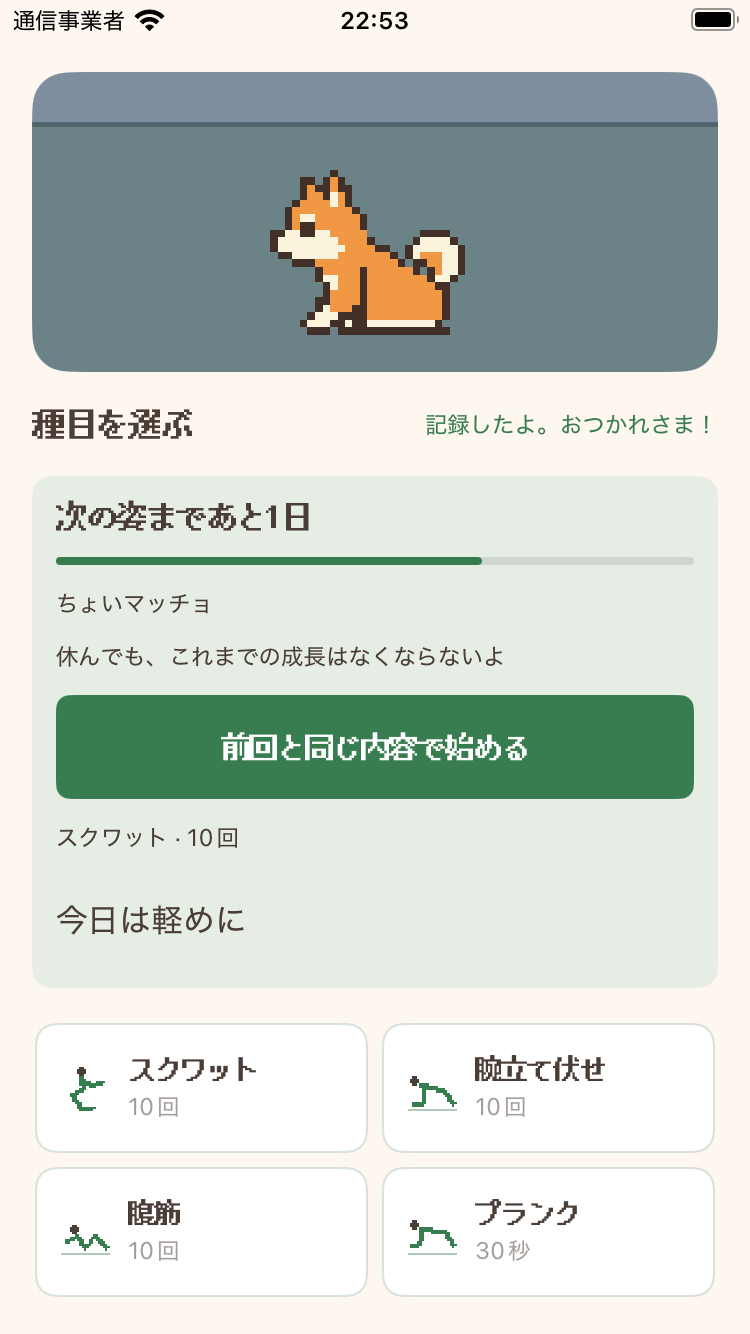 通信事業者
22:53
種目を選ぶ
記録したよ。おつかれさま！
次の姿まであと1日
ちょいマッチョ
休んでも、これまでの成長はなくならないよ
前回と同じ内容で始める
スクワット · 10回
今日は軽めに
スクワット
10回
腕立て伏せ
10回
腹筋
10回
プランク
30秒